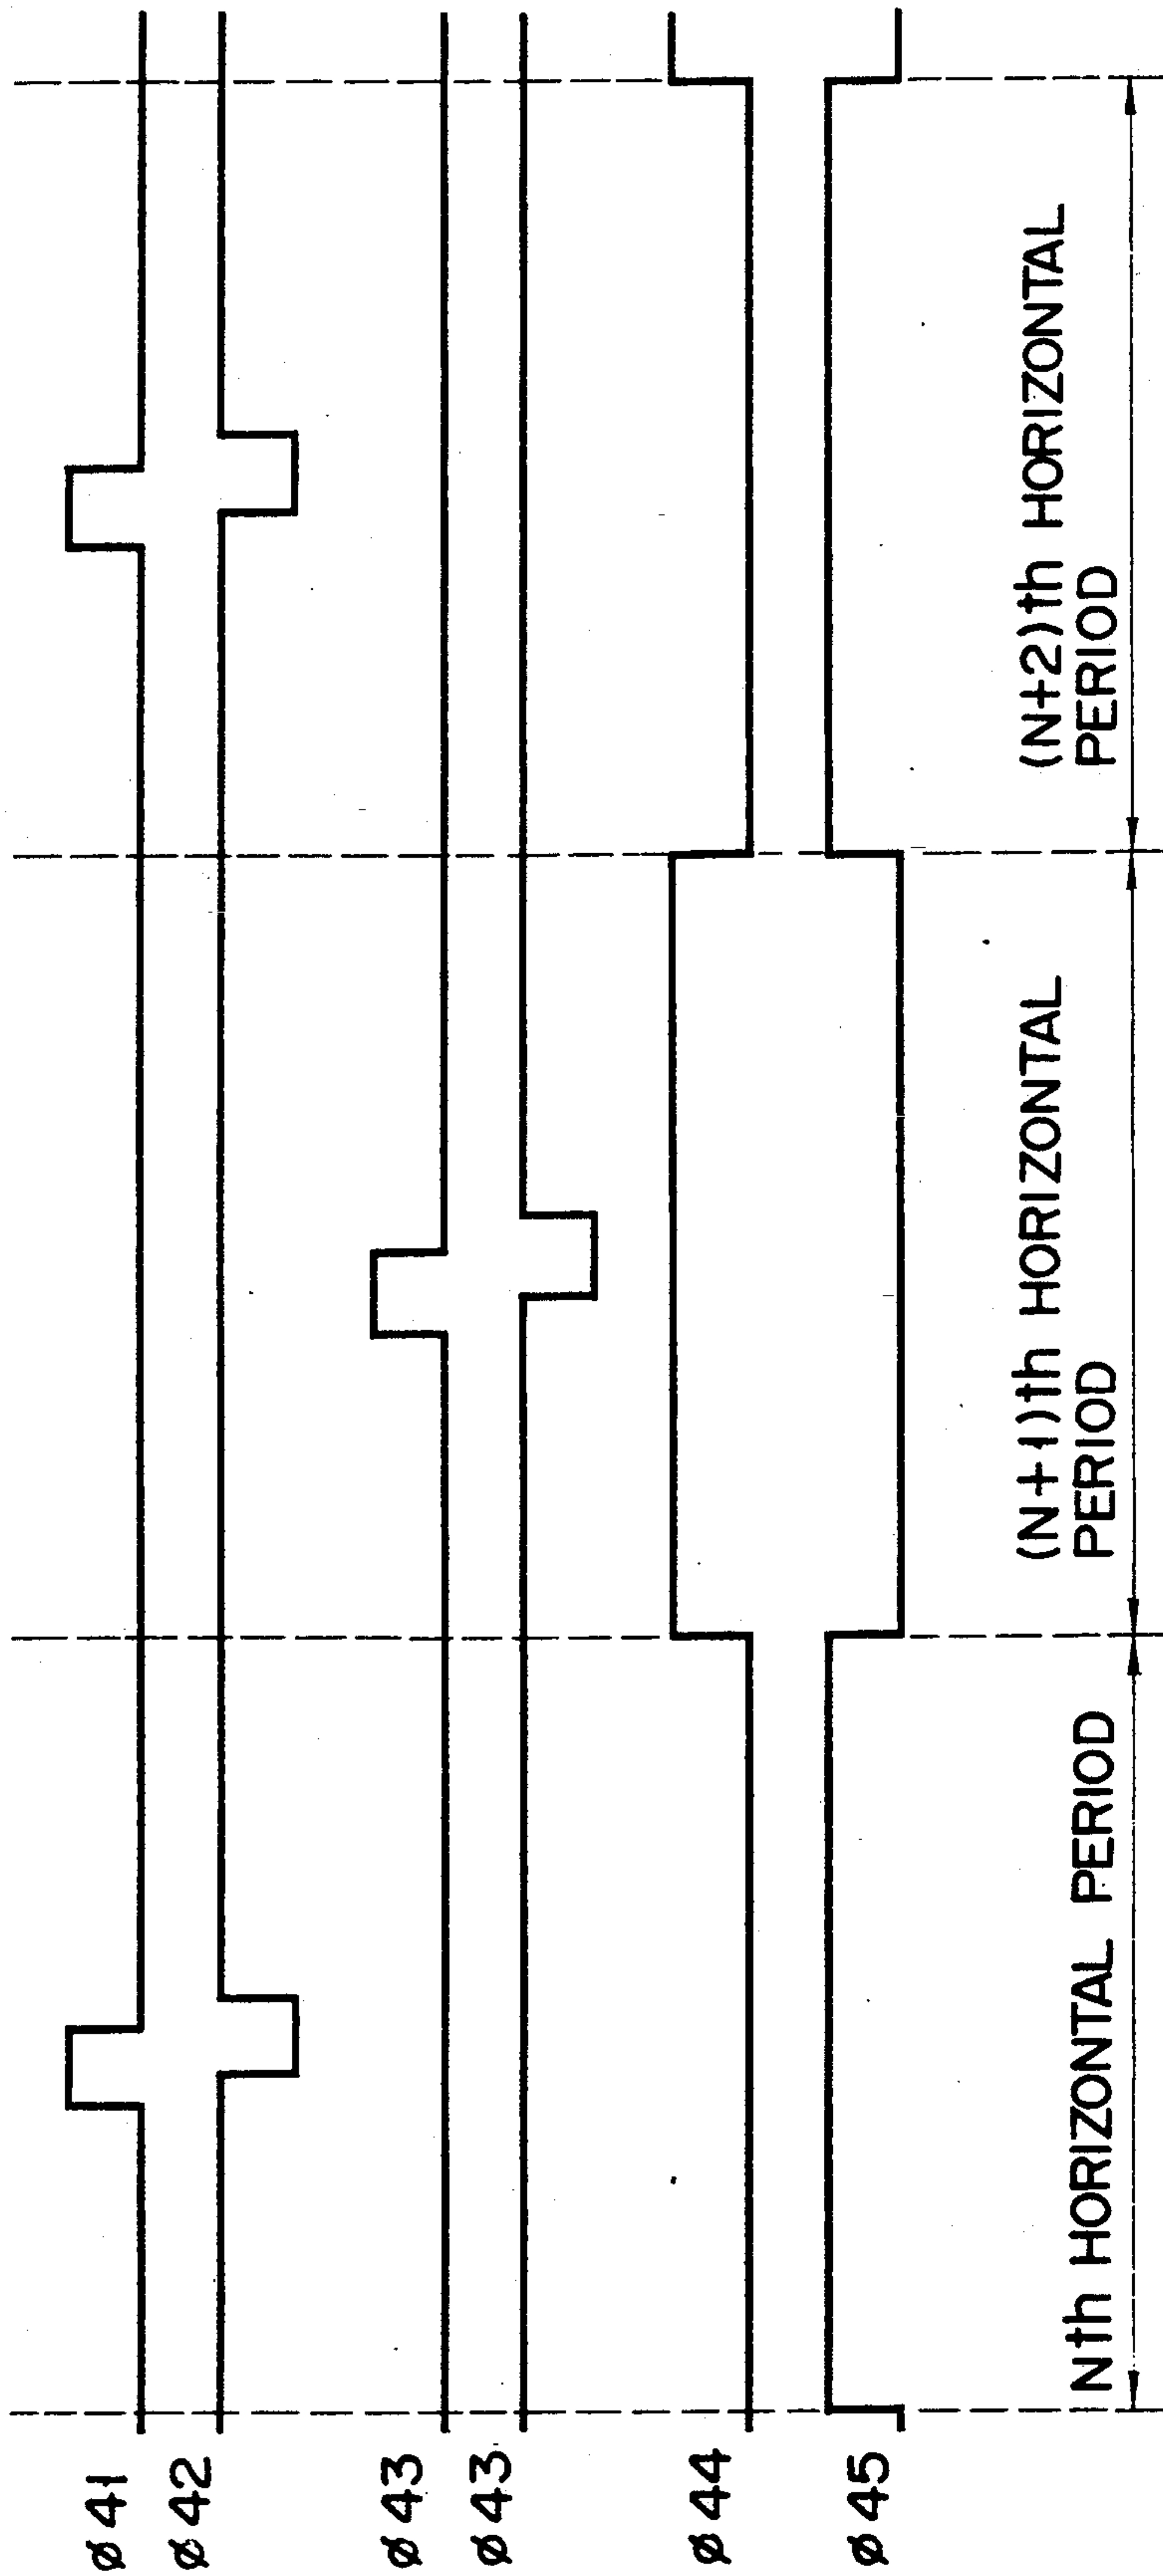 ø41
ø42
ø43
ø43
ø44
ø45
Nth HORIZONTAL PERIOD
(N+1)th HORIZONTAL
PERIOD
(N+2)th HORIZONTAL
PERIOD